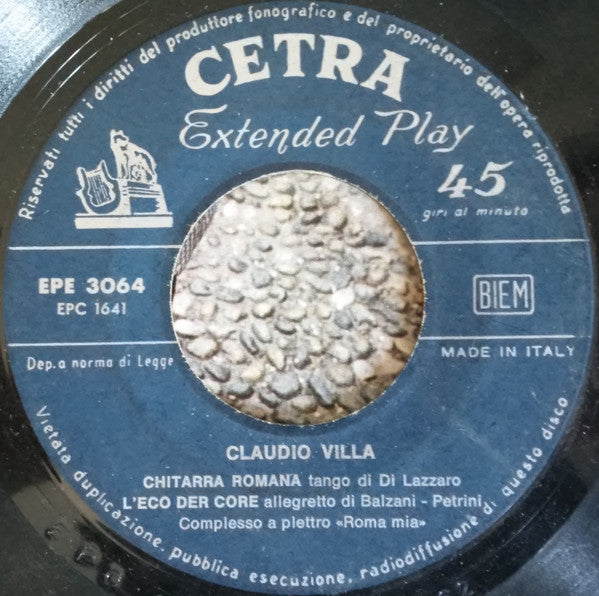 Riservati tutti i diritti del produttore fonografico e del proprietario dell'opera riprodotta
CETRA
Extended Play
45
giri al minuto
EPE 3064
EPC 1641
BIEM
Dep. a norma di Legge
MADE IN ITALY
CLAUDIO VILLA
CHITARRA ROMANA tango di Di Lazzaro
L'ECO DER CORE allegretto di Balzani - Petrini
Complesso a plettro «Roma mia»
Vietata duplicazione, pubblica esecuzione, radiodiffusione di questo disco